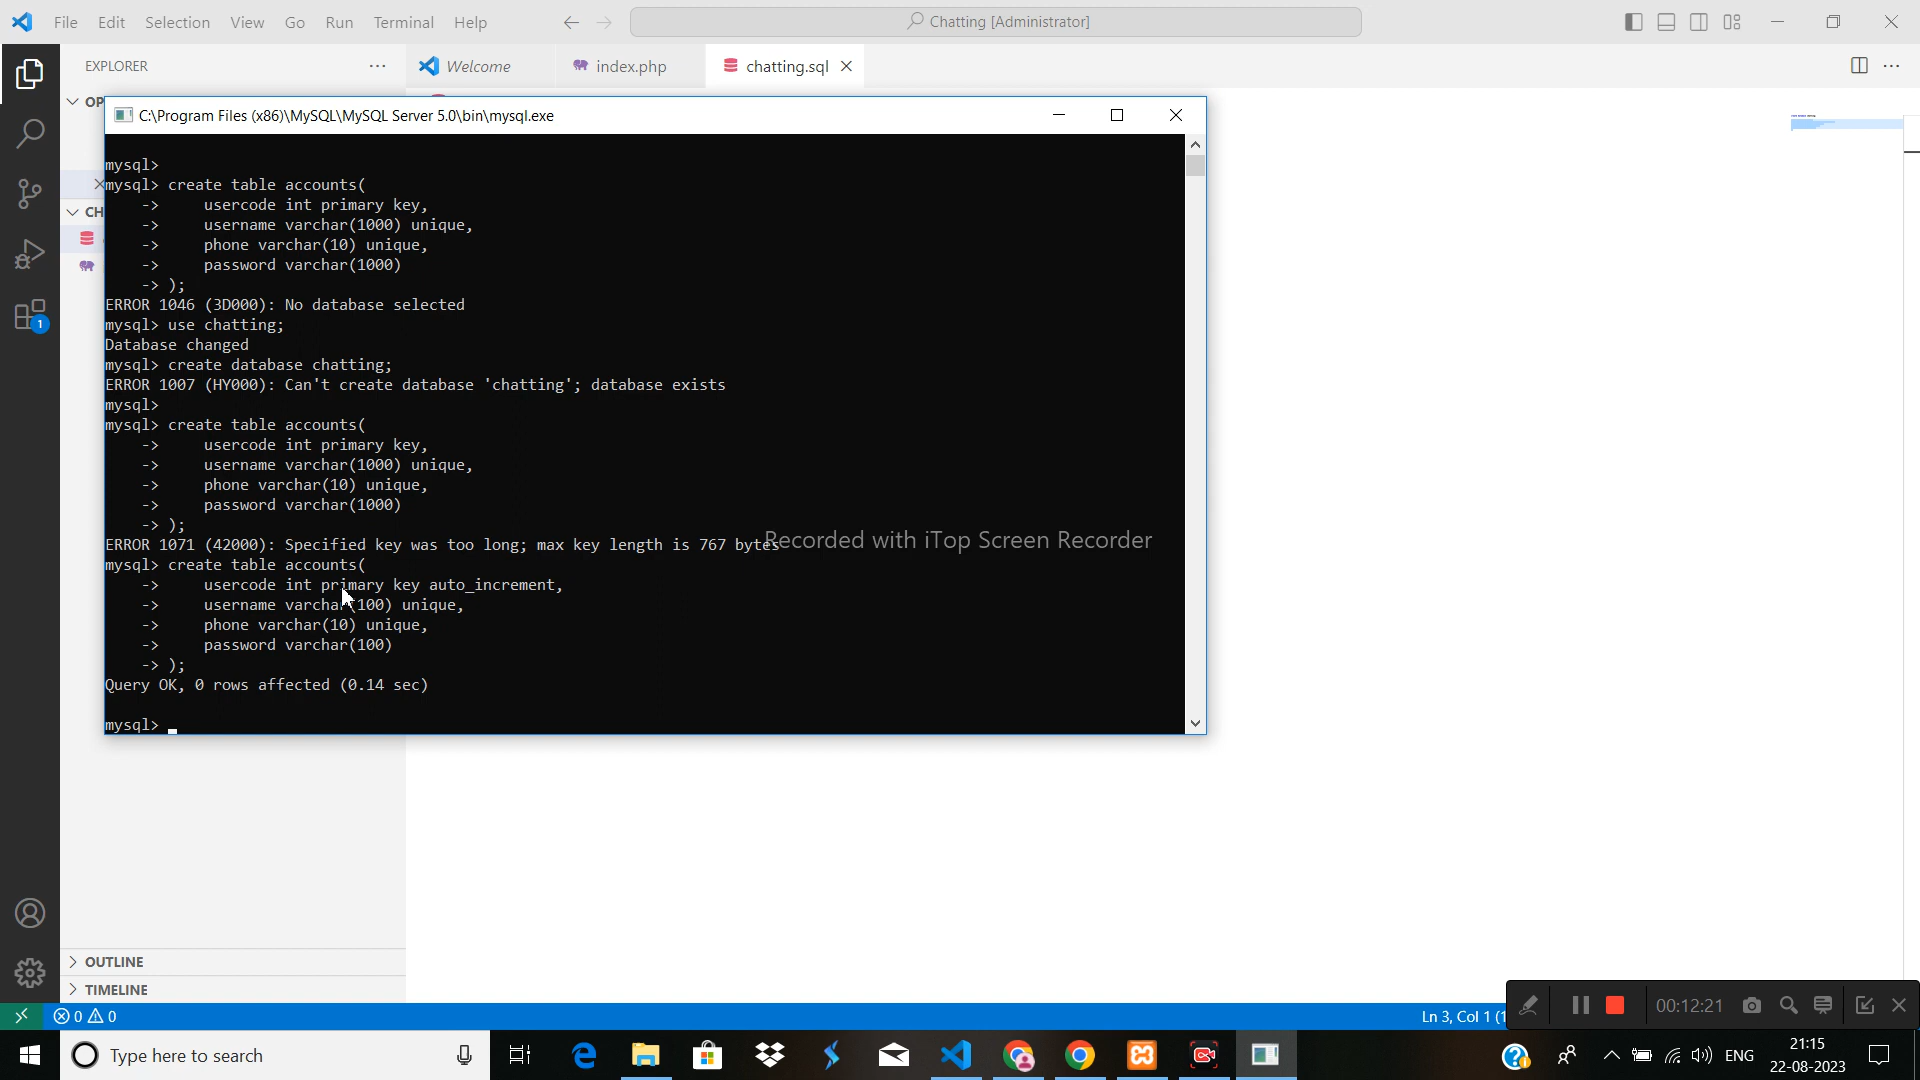 File Edit Selection View Go Run Terminal Help
Chatting [Administrator]
EXPLORER
Welcome
index.php
chatting.sql
OP
CH
C:\Program Files (x86)\MySQL\MySQL Server 5.0\bin\mysql.exe
mysql>
mysql> create table accounts(
    ->     usercode int primary key,
    ->     username varchar(1000) unique,
    ->     phone varchar(10) unique,
    ->     password varchar(1000)
    -> );
ERROR 1046 (3D000): No database selected
mysql> use chatting;
Database changed
mysql> create database chatting;
ERROR 1007 (HY000): Can't create database 'chatting'; database exists
mysql>
mysql> create table accounts(
    ->     usercode int primary key,
    ->     username varchar(1000) unique,
    ->     phone varchar(10) unique,
    ->     password varchar(1000)
    -> );
ERROR 1071 (42000): Specified key was too long; max key length is 767 bytes
Recorded with iTop Screen Recorder
mysql> create table accounts(
    ->     usercode int primary key auto_increment,
    ->     username varchar(100) unique,
    ->     phone varchar(10) unique,
    ->     password varchar(100)
    -> );
Query OK, 0 rows affected (0.14 sec)
mysql>
1
OUTLINE
TIMELINE
0 0
Ln 3, Col 1 (1
00:12:21
Type here to search
ENG
21:15
22-08-2023